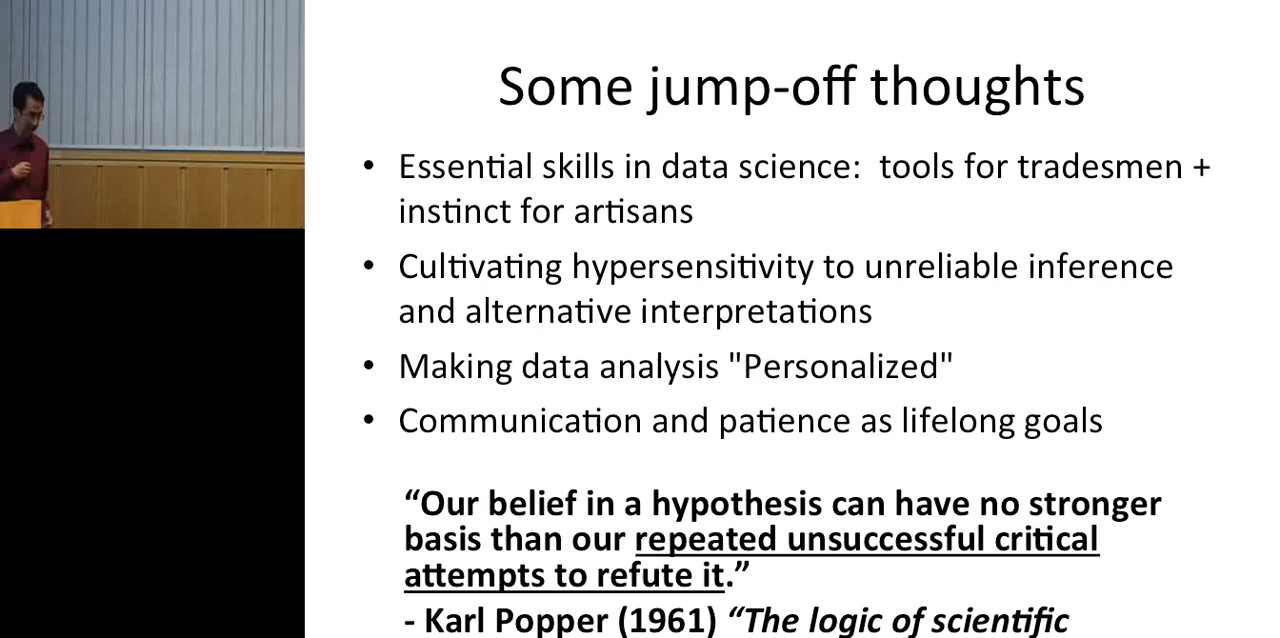 Some jump-off thoughts
• Essential skills in data science:  tools for tradesmen +
instinct for artisans
• Cultivating hypersensitivity to unreliable inference
and alternative interpretations
• Making data analysis "Personalized"
• Communication and patience as lifelong goals
“Our belief in a hypothesis can have no stronger
basis than our repeated unsuccessful critical
attempts to refute it.”
- Karl Popper (1961) “The logic of scientific